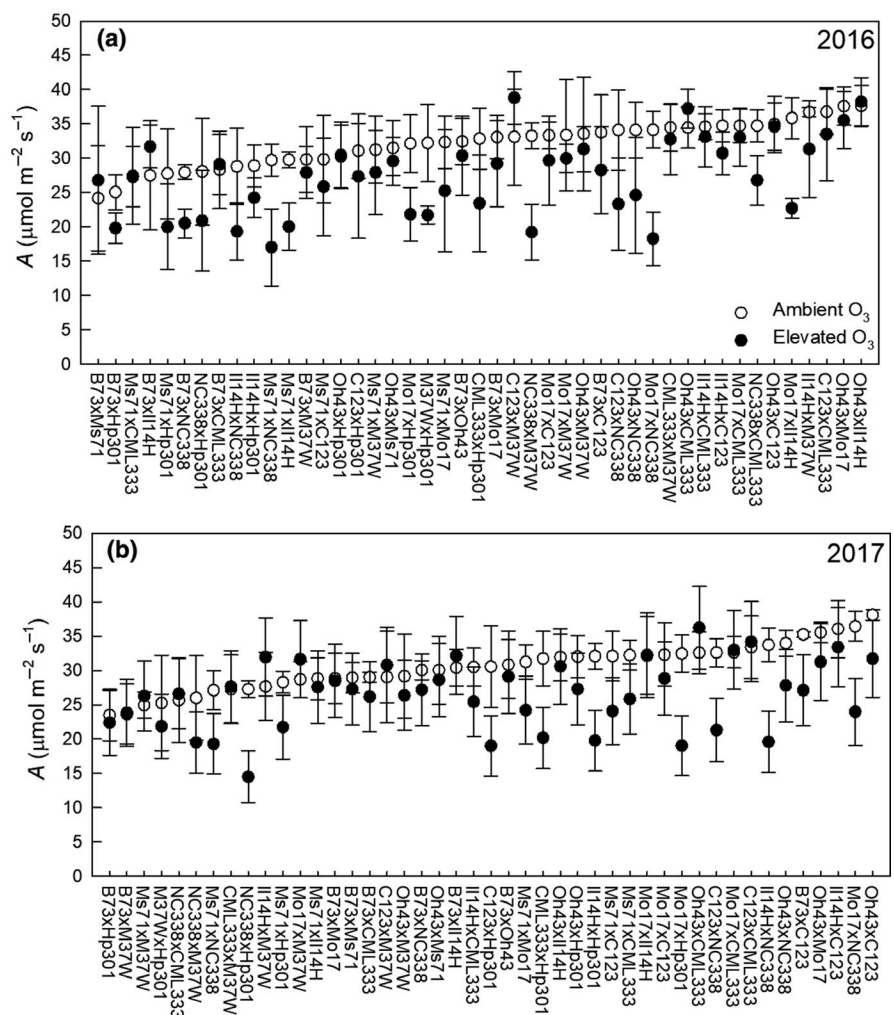 (a)
2016
50
45
40
35
30
25
20
15
10
5
0
A (μmol m⁻² s⁻¹)
Ambient O₃
Elevated O₃
B73xMs71
B73xHp301
Ms71xCML333
B73xIl14H
Ms71xHp301
B73xNC338
NC338xHp301
B73xCML333
Il14HxNC338
Il14HxHp301
Ms71xNC338
Ms71xIl14H
B73xM37W
Ms71xC123
Oh43xHp301
C123xHp301
Ms71xM37W
Oh43xMs71
Mo17xHp301
M37WxHp301
Ms71xMo17
B73xOh43
CML333xHp301
B73xMo17
C123xM37W
NC338xM37W
Mo17xC123
Mo17xM37W
Oh43xM37W
B73xC123
C123xNC338
Oh43xNC338
Mo17xNC338
CML333xM37W
Oh43xCML333
Il14HxCML333
Il14HxC123
Mo17xCML333
NC338xCML333
Oh43xC123
Mo17xIl14H
Il14HxM37W
C123xCML333
Oh43xMo17
Oh43xIl14H
(b)
2017
50
45
40
35
30
25
20
15
10
5
0
A (μmol m⁻² s⁻¹)
B73xHp301
B73xM37W
Ms71xM37W
M37WxHp301
NC338xCML333
NC338xM37W
Ms71xNC338
CML333xM37W
NC338xHp301
Il14HxM37W
Ms71xHp301
Mo17xM37W
Ms71xIl14H
B73xMo17
B73xMs71
B73xCML333
C123xM37W
Oh43xM37W
B73xNC338
Oh43xMs71
B73xIl14H
Il14HxCML333
C123xHp301
B73xOh43
Ms71xMo17
CML333xHp301
Oh43xIl14H
Oh43xHp301
Il14HxHp301
Ms71xC123
Ms71xCML333
Mo17xIl14H
Mo17xC123
Mo17xHp301
Oh43xCML333
C123xNC338
Mo17xCML333
C123xCML333
Il14HxNC338
Oh43xNC338
B73xC123
Oh43xMo17
Il14HxC123
Mo17xNC338
Oh43xC123